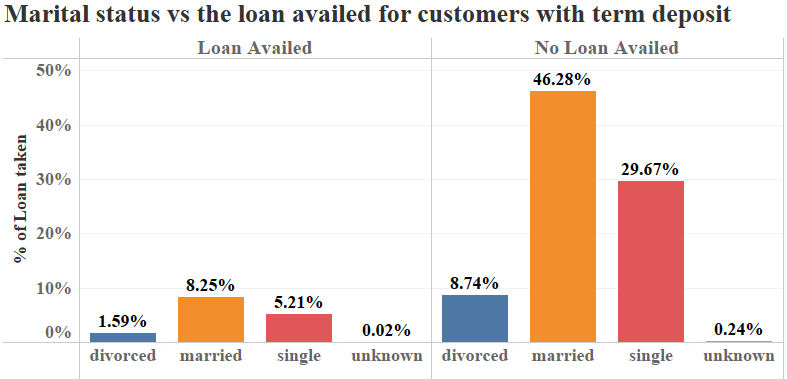 Marital status vs the loan availed for customers with term deposit
Loan Availed No Loan Availed
% of Loan taken
50%
40%
30%
20%
10%
0%
1.59% 8.25% 5.21% 0.02% 8.74% 46.28% 29.67% 0.24%
divorced married single unknown divorced married single unknown